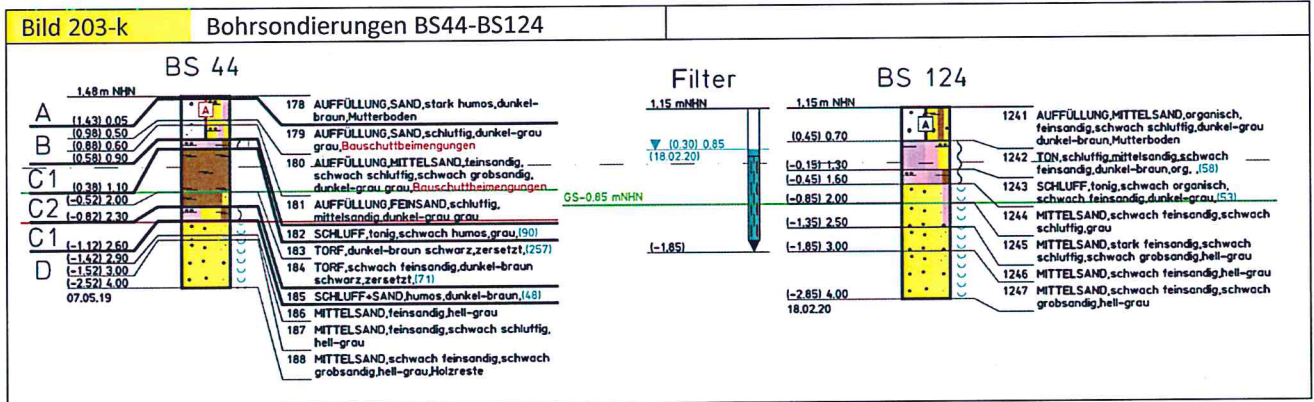 Bild 203-k Bohrsondierungen BS44-BS124
BS 44
1,48m NHN
A
B
C1
C2
C1
D
(1.43) 0.05
(0.98) 0.50
(0.88) 0.60
(0.58) 0.90
(0.38) 1.10
(-0.52) 2.00
(-0.82) 2.30
(-1.12) 2.60
(-1.42) 2.90
(-1.52) 3.00
(-2.52) 4.00
07.05.19
A
178 AUFFÜLLUNG,SAND,stark humos,dunkel-
braun,Mutterboden
179 AUFFÜLLUNG,SAND,schluffig,dunkel-grau
grau,Bauschuttbeimengungen
180 AUFFÜLLUNG,MITTELSAND,feinsandig,
schwach schluffig,schwach grobsandig,
dunkel-grau grau,Bauschuttbeimengungen
181 AUFFÜLLUNG,FEINSAND,schluffig,
mittelsandig,dunkel-grau grau
182 SCHLUFF,tonig,schwach humos,grau,(90)
183 TORF,dunkel-braun schwarz,zersetzt,(257)
184 TORF,schwach feinsandig,dunkel-braun
schwarz,zersetzt,(71)
185 SCHLUFF+SAND,humos,dunkel-braun,(48)
186 MITTELSAND,feinsandig,hell-grau
187 MITTELSAND,feinsandig,schwach schluffig,
hell-grau
188 MITTELSAND,schwach feinsandig,schwach
grobsandig,hell-grau,Holzreste
GS-0.85 mNHN
Filter
1.15 mNHN
(0.30) 0.85
(18.02.20)
(-1.85)
BS 124
1.15m NHN
(0.45) 0.70
(-0.15) 1.30
(-0.45) 1.60
(-0.85) 2.00
(-1.35) 2.50
(-1.85) 3.00
(-2.85) 4.00
18.02.20
A
1241 AUFFÜLLUNG,MITTELSAND,organisch,
feinsandig,schwach schluffig,dunkel-grau
dunkel-braun,Mutterboden
1242 TON,schluffig,mittelsandig,schwach
feinsandig,dunkel-braun,org. ,(58)
1243 SCHLUFF,tonig,schwach organisch,
schwach feinsandig,dunkel-grau,(53)
1244 MITTELSAND,schwach feinsandig,schwach
schluffig,grau
1245 MITTELSAND,stark feinsandig,schwach
schluffig,schwach grobsandig,hell-grau
1246 MITTELSAND,schwach feinsandig,hell-grau
1247 MITTELSAND,schwach feinsandig,schwach
grobsandig,hell-grau